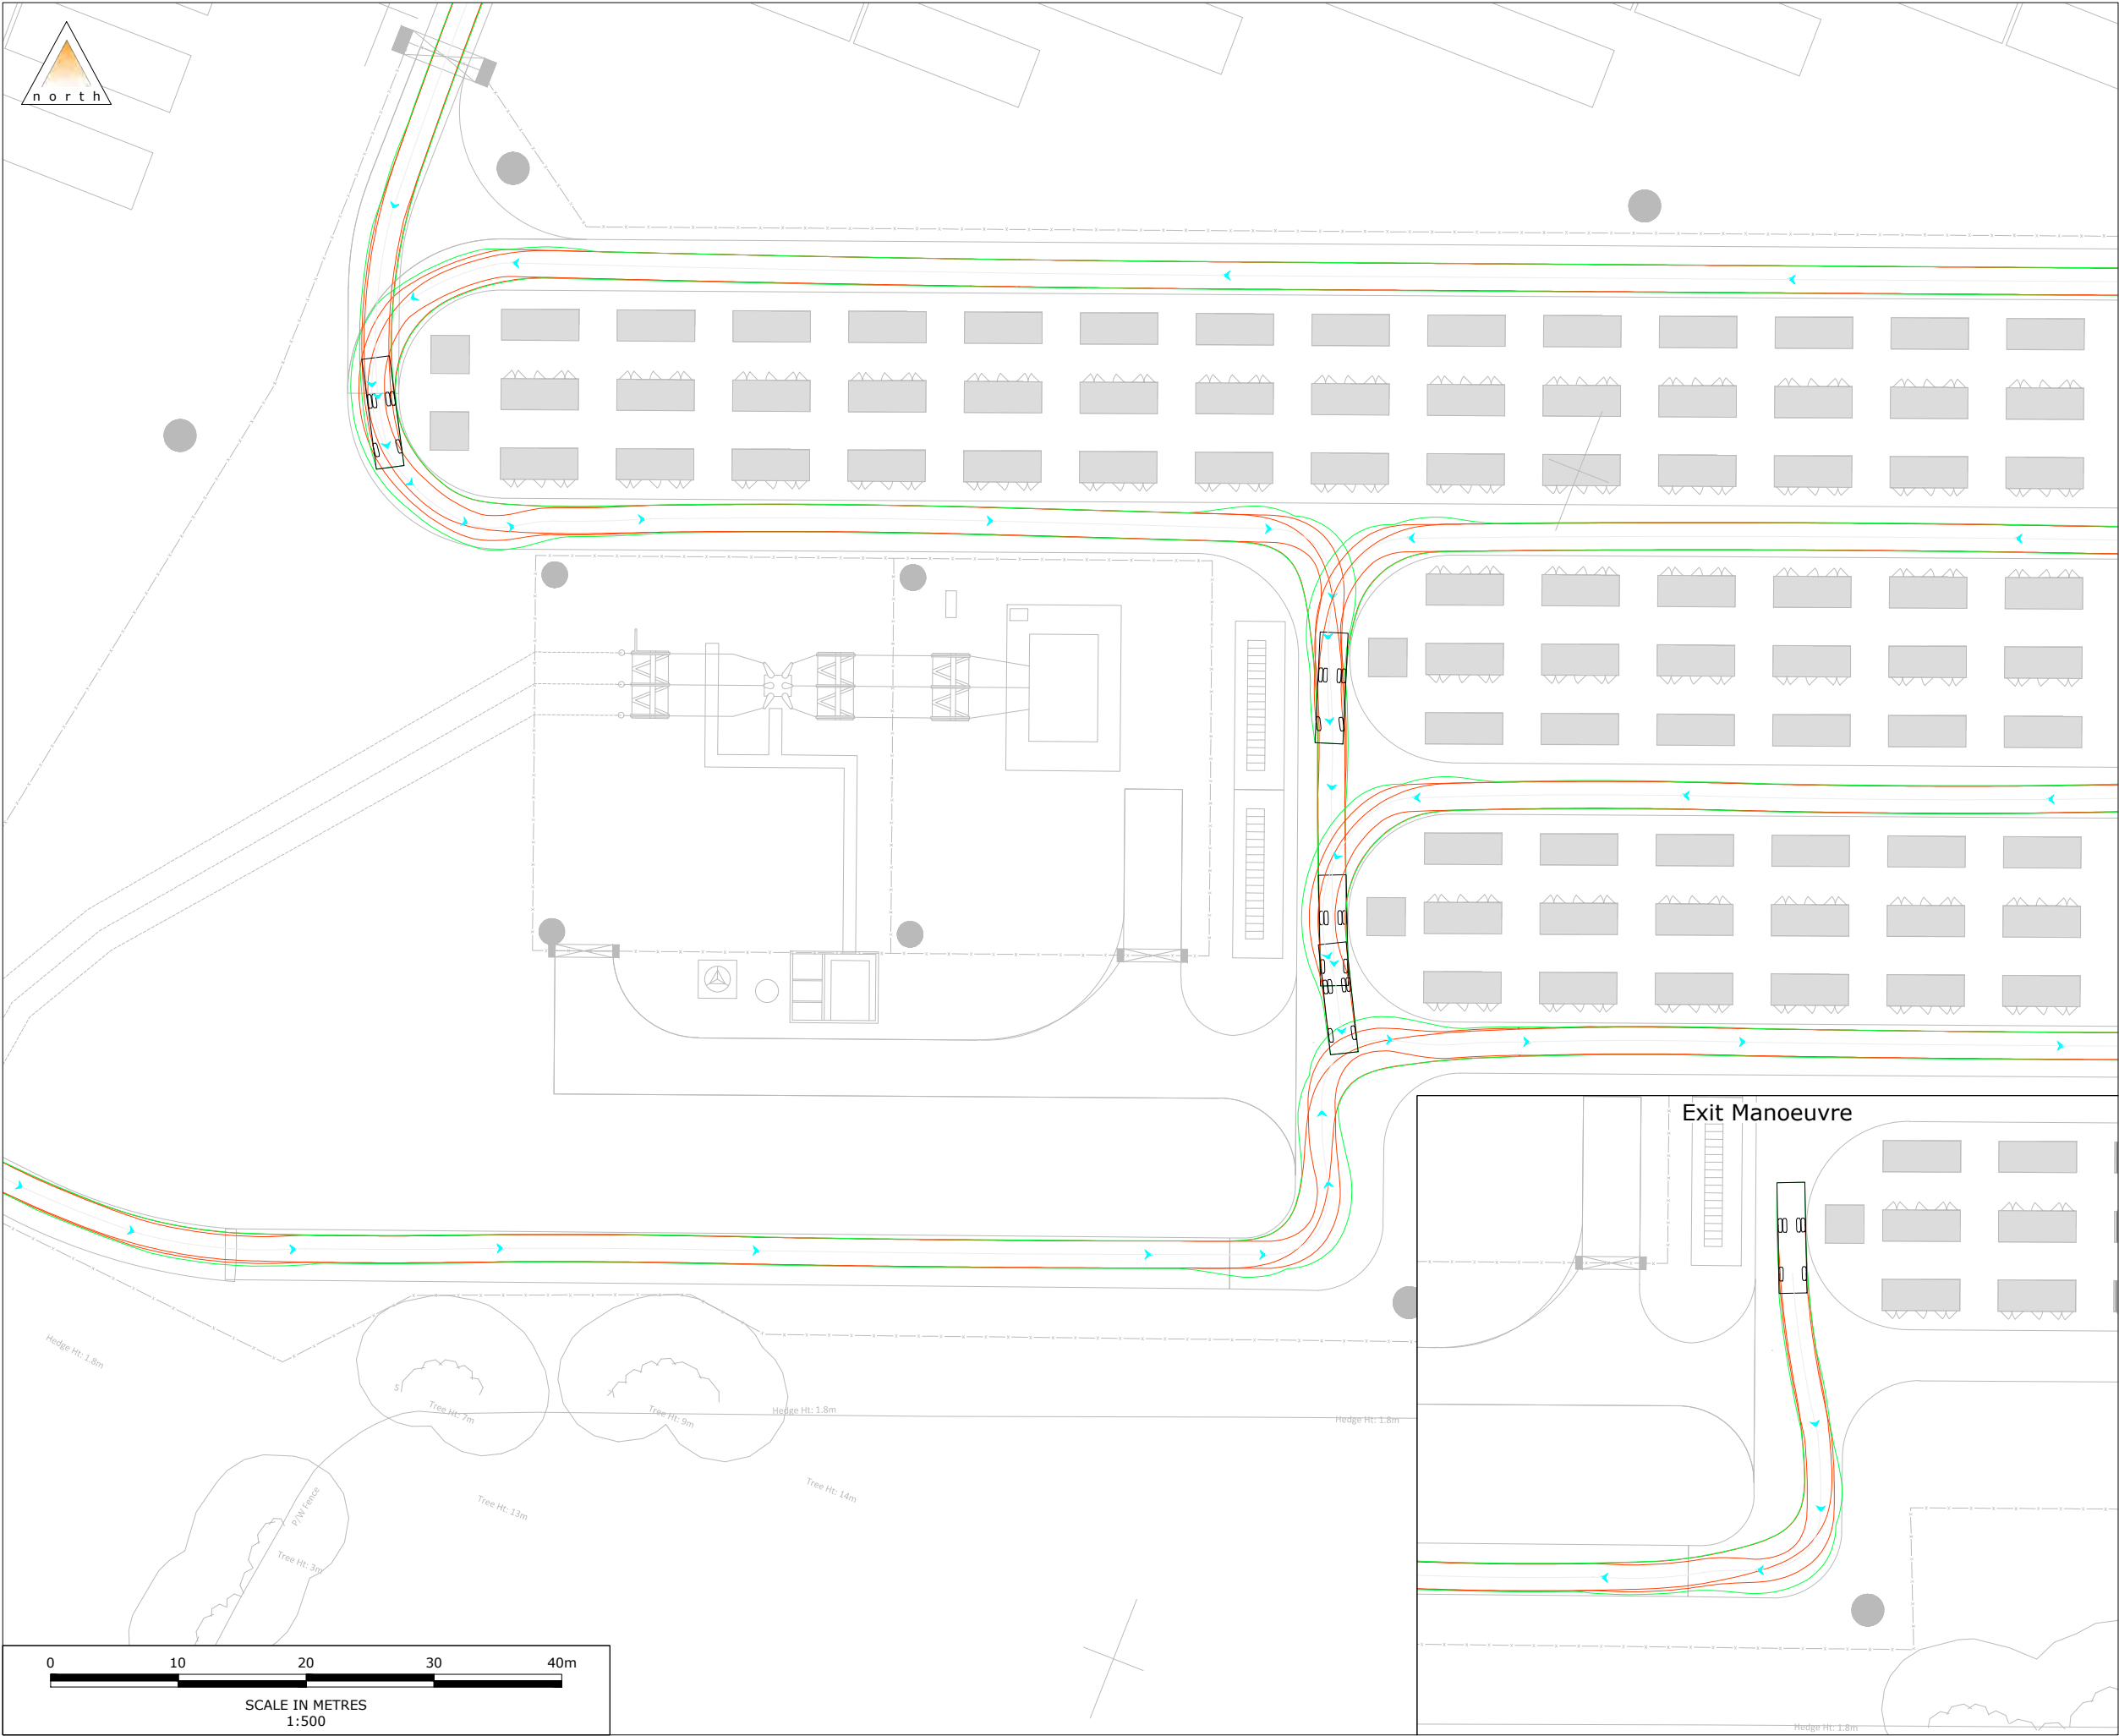 north
Exit Manoeuvre
Hedge Ht: 1.8m
Tree Ht: 7m
Tree Ht: 9m
Hedge Ht: 1.8m
Hedge Ht: 1.8m
Tree Ht: 14m
Tree Ht: 13m
P/W Fence
Tree Ht: 3m
0 10 20 30 40m
SCALE IN METRES
1:500
Hedge Ht: 1.8m